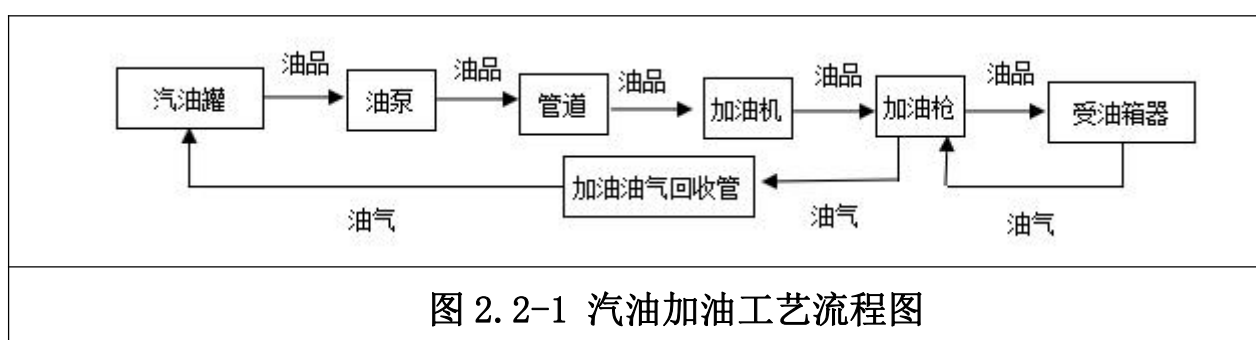 油品
油品
油品
油品
油品
汽油罐
油泵
管道
加油机
加油枪
受油箱器
加油油气回收管
油气
油气
油气
图 2.2-1 汽油加油工艺流程图